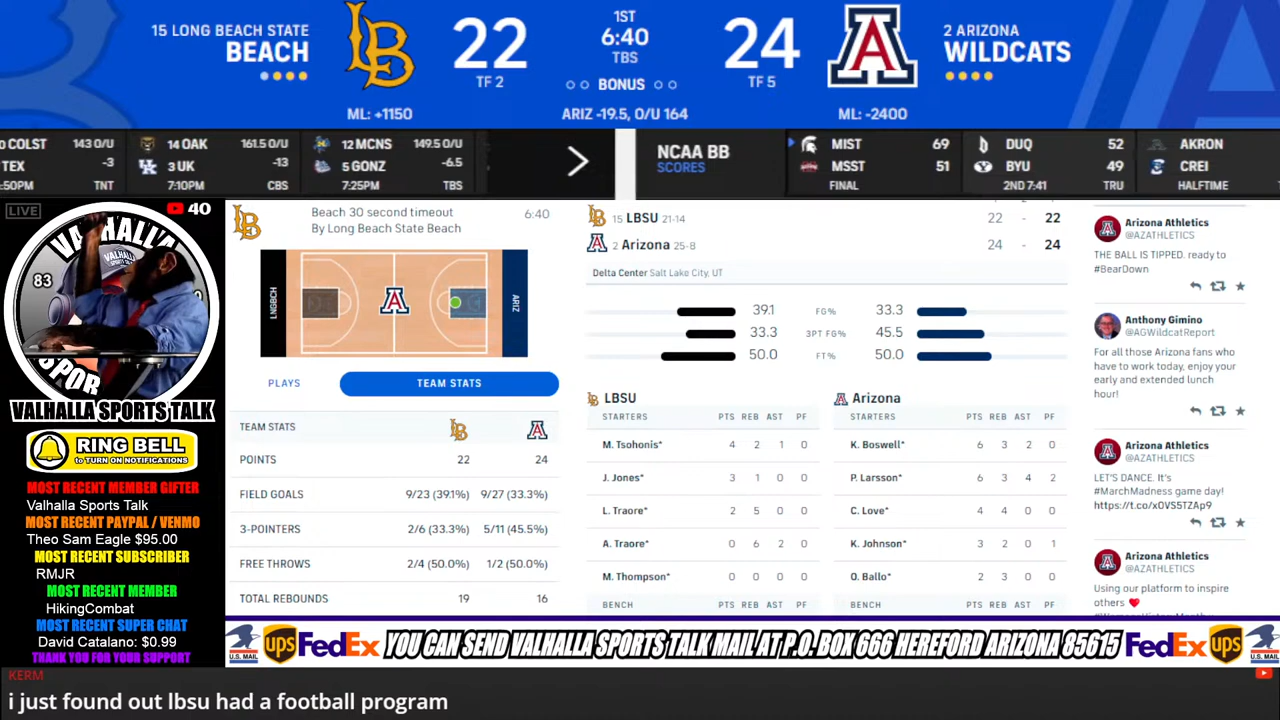 15 LONG BEACH STATE
BEACH
LB
22
TF 2
1ST
6:40
TBS
BONUS
24
TF 5
A
2 ARIZONA
WILDCATS
ML: +1150
ARIZ -19.5, O/U 164
ML: -2400
COLST 143 O/U
TEX -3
:50PM TNT
14 OAK 161.5 O/U
3 UK -13
7:10PM CBS
12 MCNS 149.5 O/U
5 GONZ -6.5
7:25PM TBS
NCAA BB
SCORES
MIST 69
MSST 51
FINAL
DUQ 52
BYU 49
2ND 7:41 TRU
AKRON
CREI
HALFTIME
LIVE
40
VALHALLA
SPORTS TALK
83
SPOR
VALHALLA SPORTS TALK
RING BELL
to TURN ON NOTIFICATIONS
MOST RECENT MEMBER GIFTER
Valhalla Sports Talk
MOST RECENT PAYPAL / VENMO
Theo Sam Eagle $95.00
MOST RECENT SUBSCRIBER
RMJR
MOST RECENT MEMBER
HikingCombat
MOST RECENT SUPER CHAT
David Catalano: $0.99
THANK YOU FOR YOUR SUPPORT
Beach 30 second timeout 6:40
By Long Beach State Beach
LNGBCH
A
ARIZ
PLAYS
TEAM STATS
TEAM STATS
POINTS 22 24
FIELD GOALS 9/23 (39.1%) 9/27 (33.3%)
3-POINTERS 2/6 (33.3%) 5/11 (45.5%)
FREE THROWS 2/4 (50.0%) 1/2 (50.0%)
TOTAL REBOUNDS 19 16
15 LBSU 21-14 22 - 22
2 Arizona 25-8 24 - 24
Delta Center Salt Lake City, UT
39.1 FG% 33.3
33.3 3PT FG% 45.5
50.0 FT% 50.0
LBSU
STARTERS PTS REB AST PF
M. Tsohonis* 4 2 1 0
J. Jones* 3 1 0 0
L. Traore* 2 5 0 0
A. Traore* 0 6 2 0
M. Thompson* 0 0 0 0
BENCH PTS REB AST PF
Arizona
STARTERS PTS REB AST PF
K. Boswell* 6 3 2 0
P. Larsson* 6 3 4 2
C. Love* 4 4 0 0
K. Johnson* 3 2 0 1
O. Ballo* 2 3 0 0
BENCH PTS REB AST PF
Arizona Athletics
@AZATHLETICS
THE BALL IS TIPPED. ready to
#BearDown
Anthony Gimino
@AGWildcatReport
For all those Arizona fans who
have to work today, enjoy your
early and extended lunch
hour!
Arizona Athletics
@AZATHLETICS
LET'S DANCE. It's
#MarchMadness game day!
https://t.co/xOVS5TZAp9
Arizona Athletics
@AZATHLETICS
Using our platform to inspire
others
U.S. MAIL
ups
FedEx
YOU CAN SEND VALHALLA SPORTS TALK MAIL AT P.O. BOX 666 HEREFORD ARIZONA 85615
FedEx
ups
U.S. MAIL
KERM
i just found out lbsu had a football program